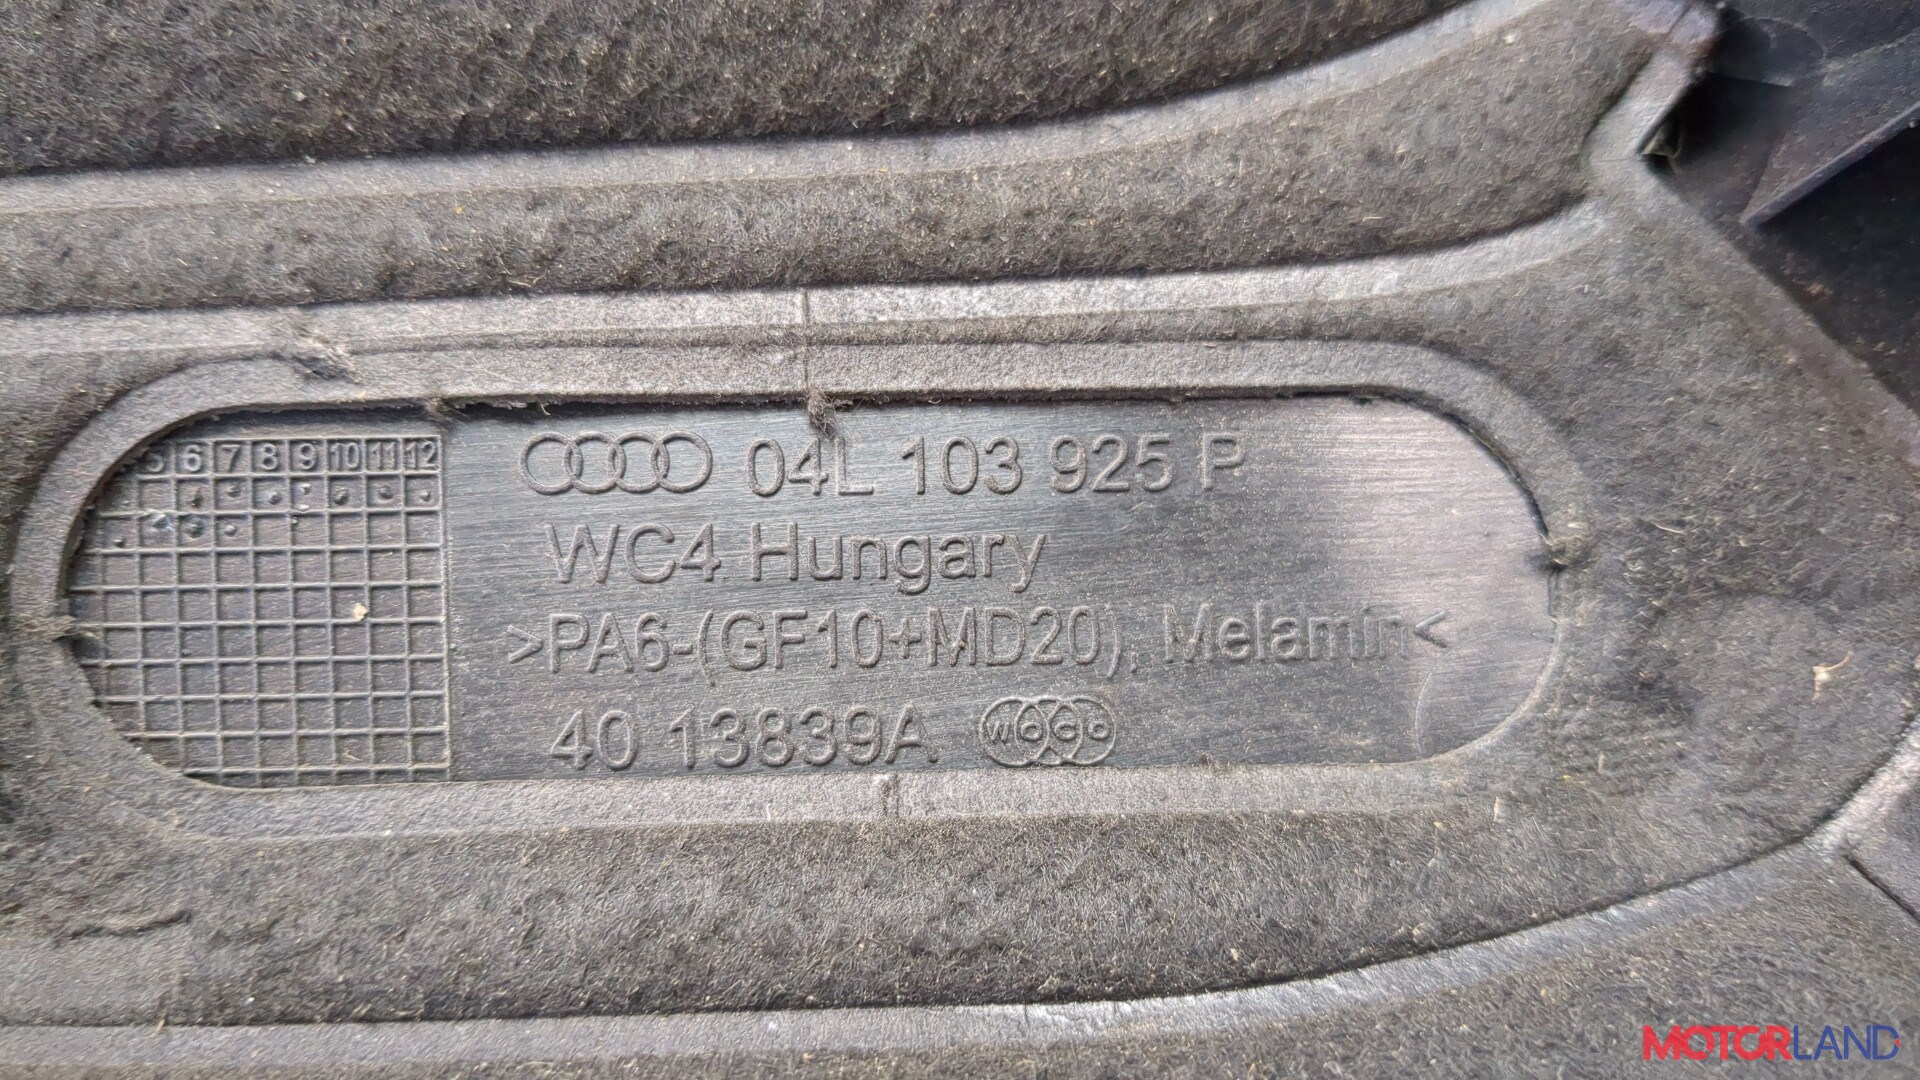 5 6 7 8 9 10 11 12
04L 103 925 P
WC4 Hungary
>PA6-(GF10+MD20), Melamin<
40 13839A WOCO
MOTORLAND